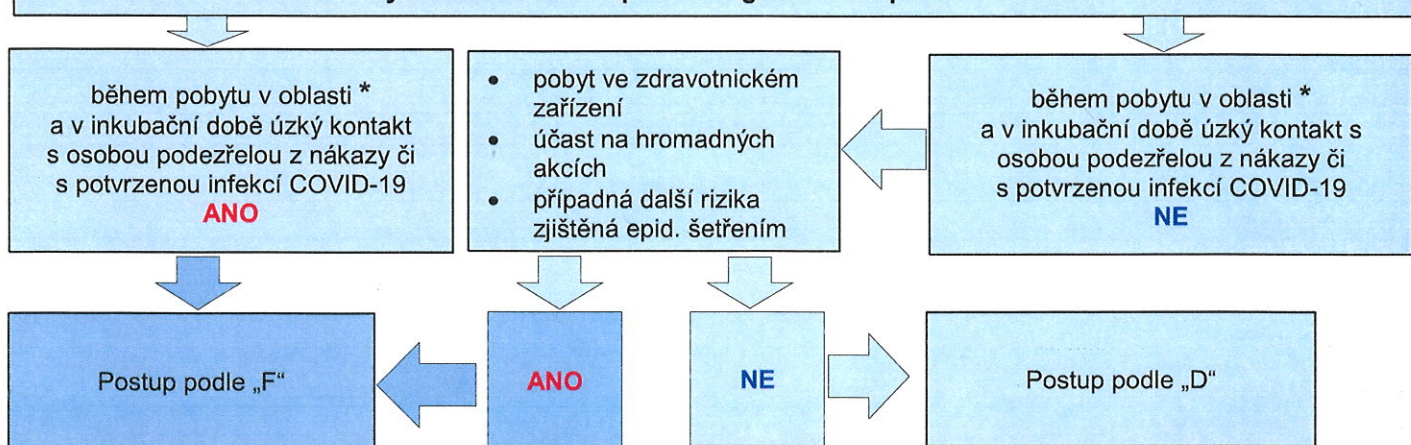 během pobytu v oblasti *
a v inkubační době úzký kontakt
s osobou podezřelou z nákazy či
s potvrzenou infekcí COVID-19
ANO
• pobyt ve zdravotnickém
zařízení
• účast na hromadných
akcích
• případná další rizika
zjištěná epid. šetřením
během pobytu v oblasti *
a v inkubační době úzký kontakt s
osobou podezřelou z nákazy či
s potvrzenou infekcí COVID-19
NE
Postup podle „F“
ANO
NE
Postup podle „D“